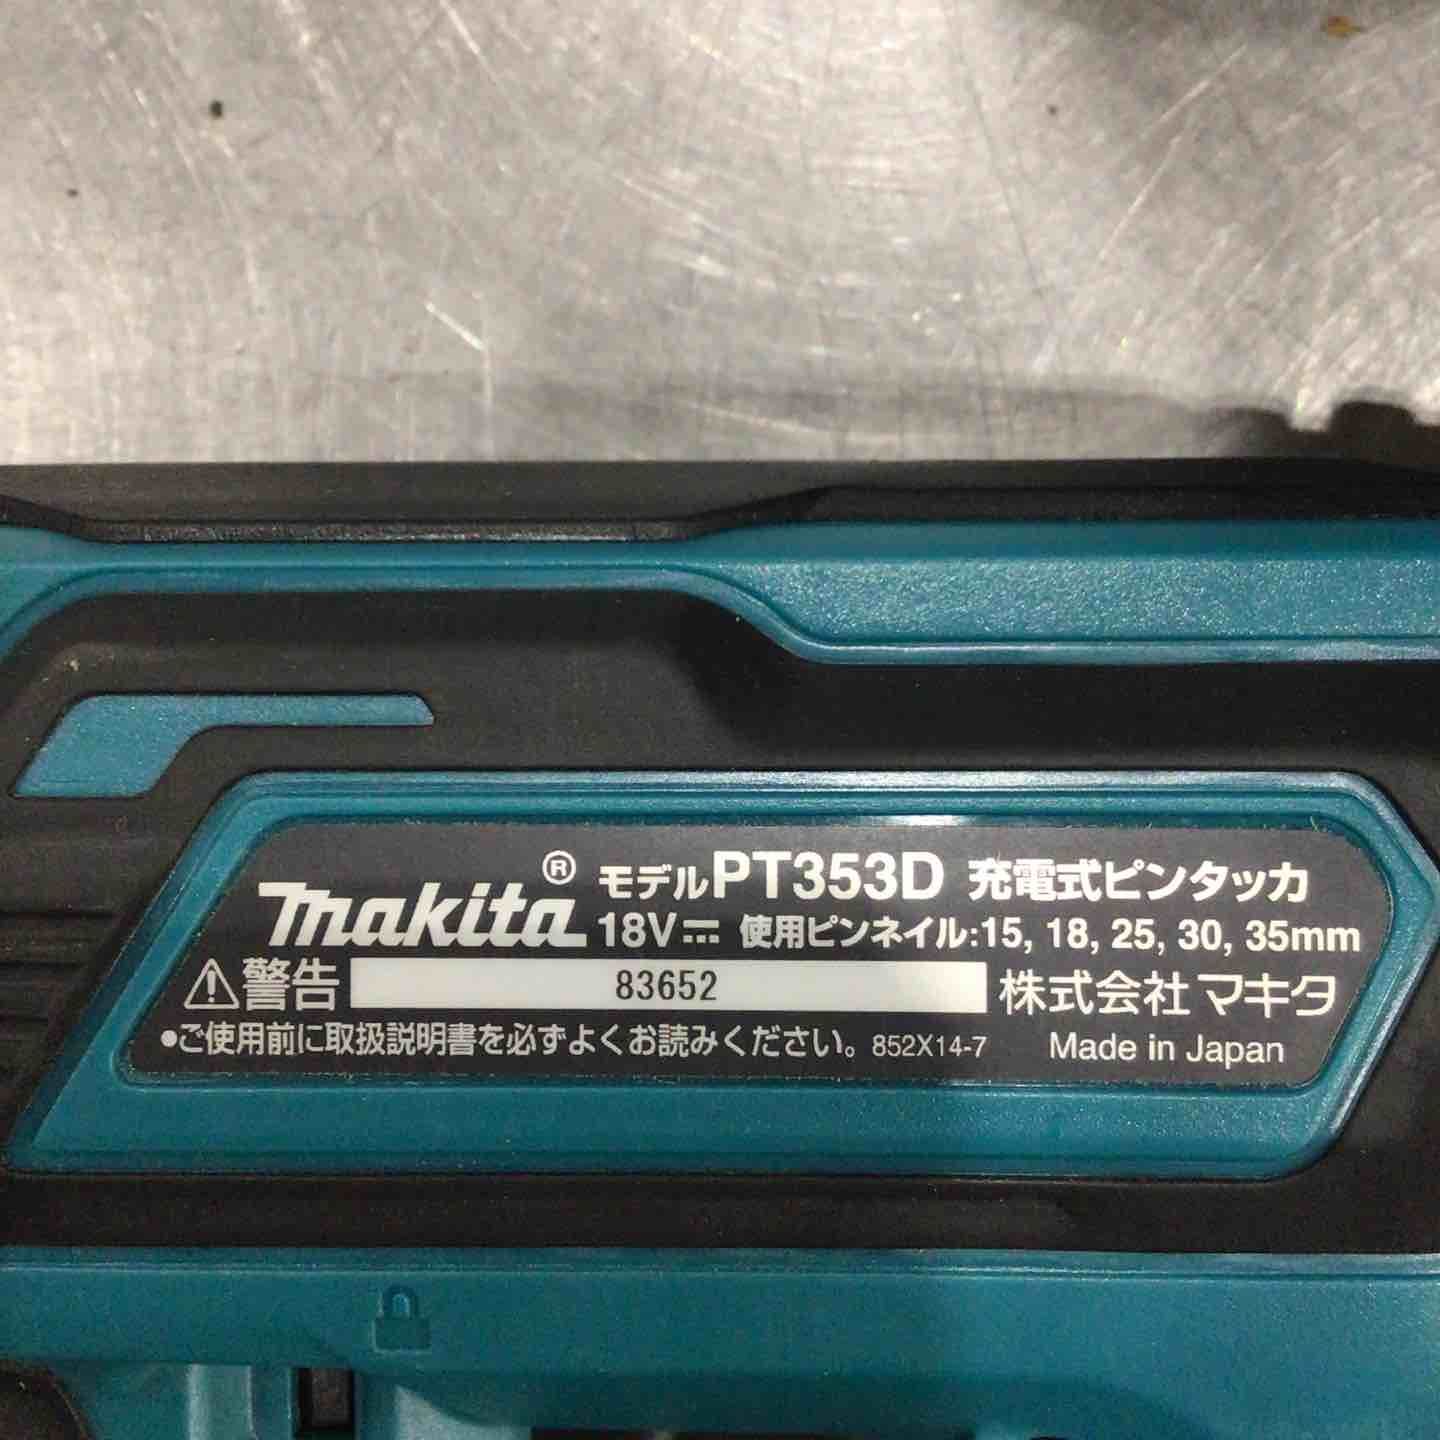 makita® モデルPT353D 充電式ピンタッカ
18V 使用ピンネイル:15, 18, 25, 30, 35mm
警告 83652 株式会社マキタ
●ご使用前に取扱説明書を必ずよくお読みください。 852X14-7 Made in Japan